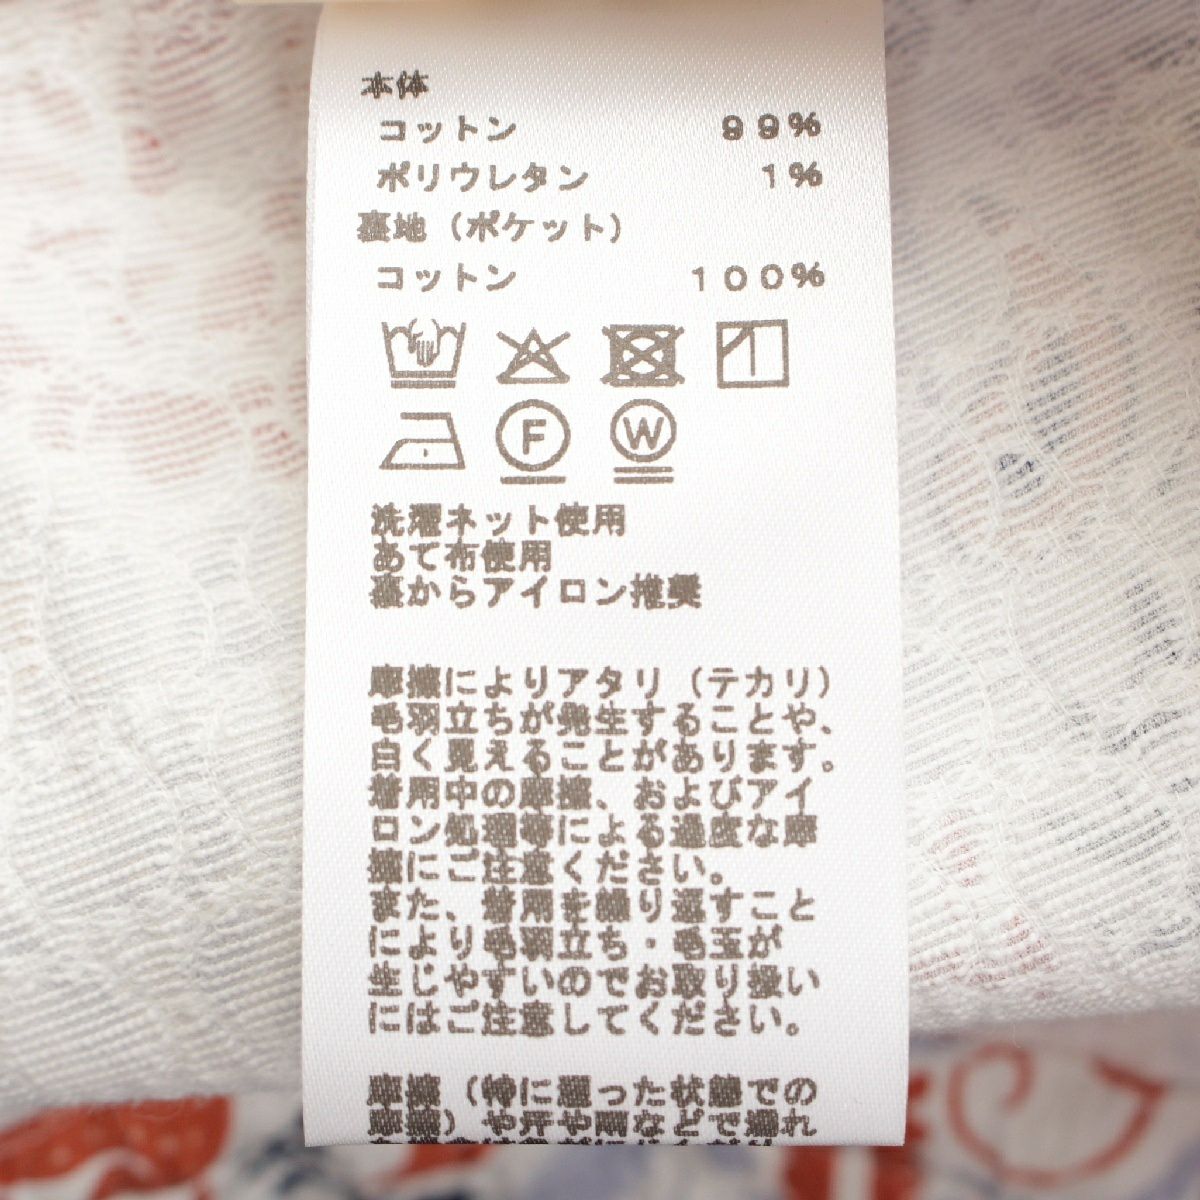 本体
コットン 99%
ポリウレタン 1%
裏地（ポケット）
コットン 100%
F W
洗濯ネット使用
あて布使用
裏からアイロン推奨
摩擦によりアタリ（テカリ）
毛羽立ちが発生することや、
白く見えることがあります。
着用中の摩擦、およびアイ
ロン処理等による過度な摩
擦にご注意ください。
また、着用を繰り返すこと
により毛羽立ち・毛玉が
生じやすいのでお取り扱い
にはご注意してください。
摩擦（特に湿った状態での
摩擦）や汗や雨などで濡れ